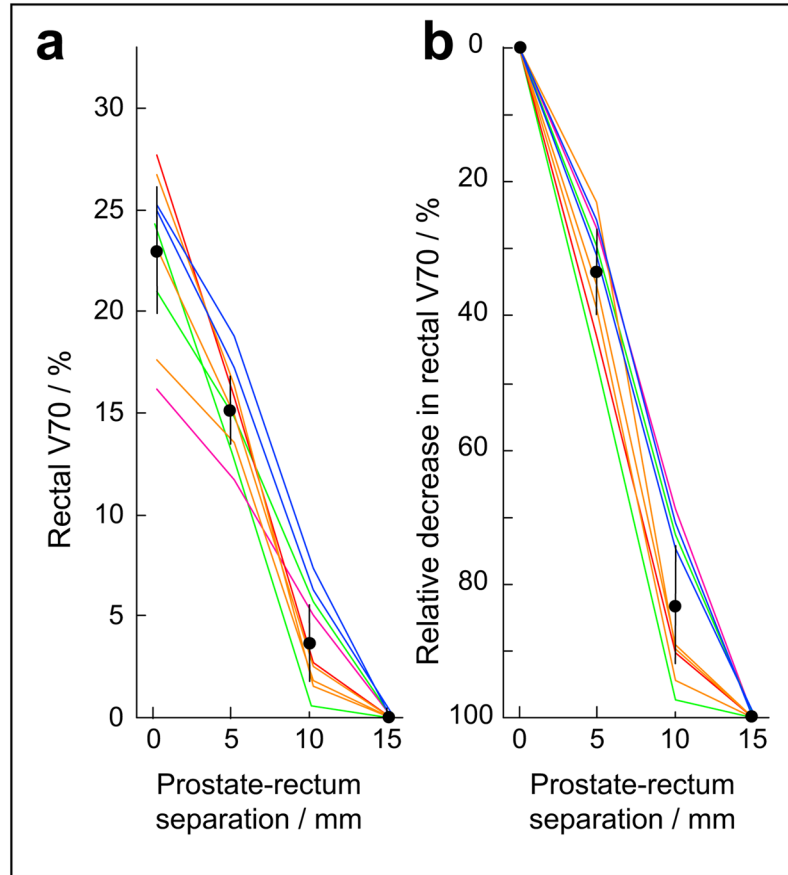 a
30
25
20
15
10
5
0
Rectal V70 / %
0 5 10 15
Prostate-rectum
separation / mm
b
0
20
40
60
80
100
Relative decrease in rectal V70 / %
0 5 10 15
Prostate-rectum
separation / mm